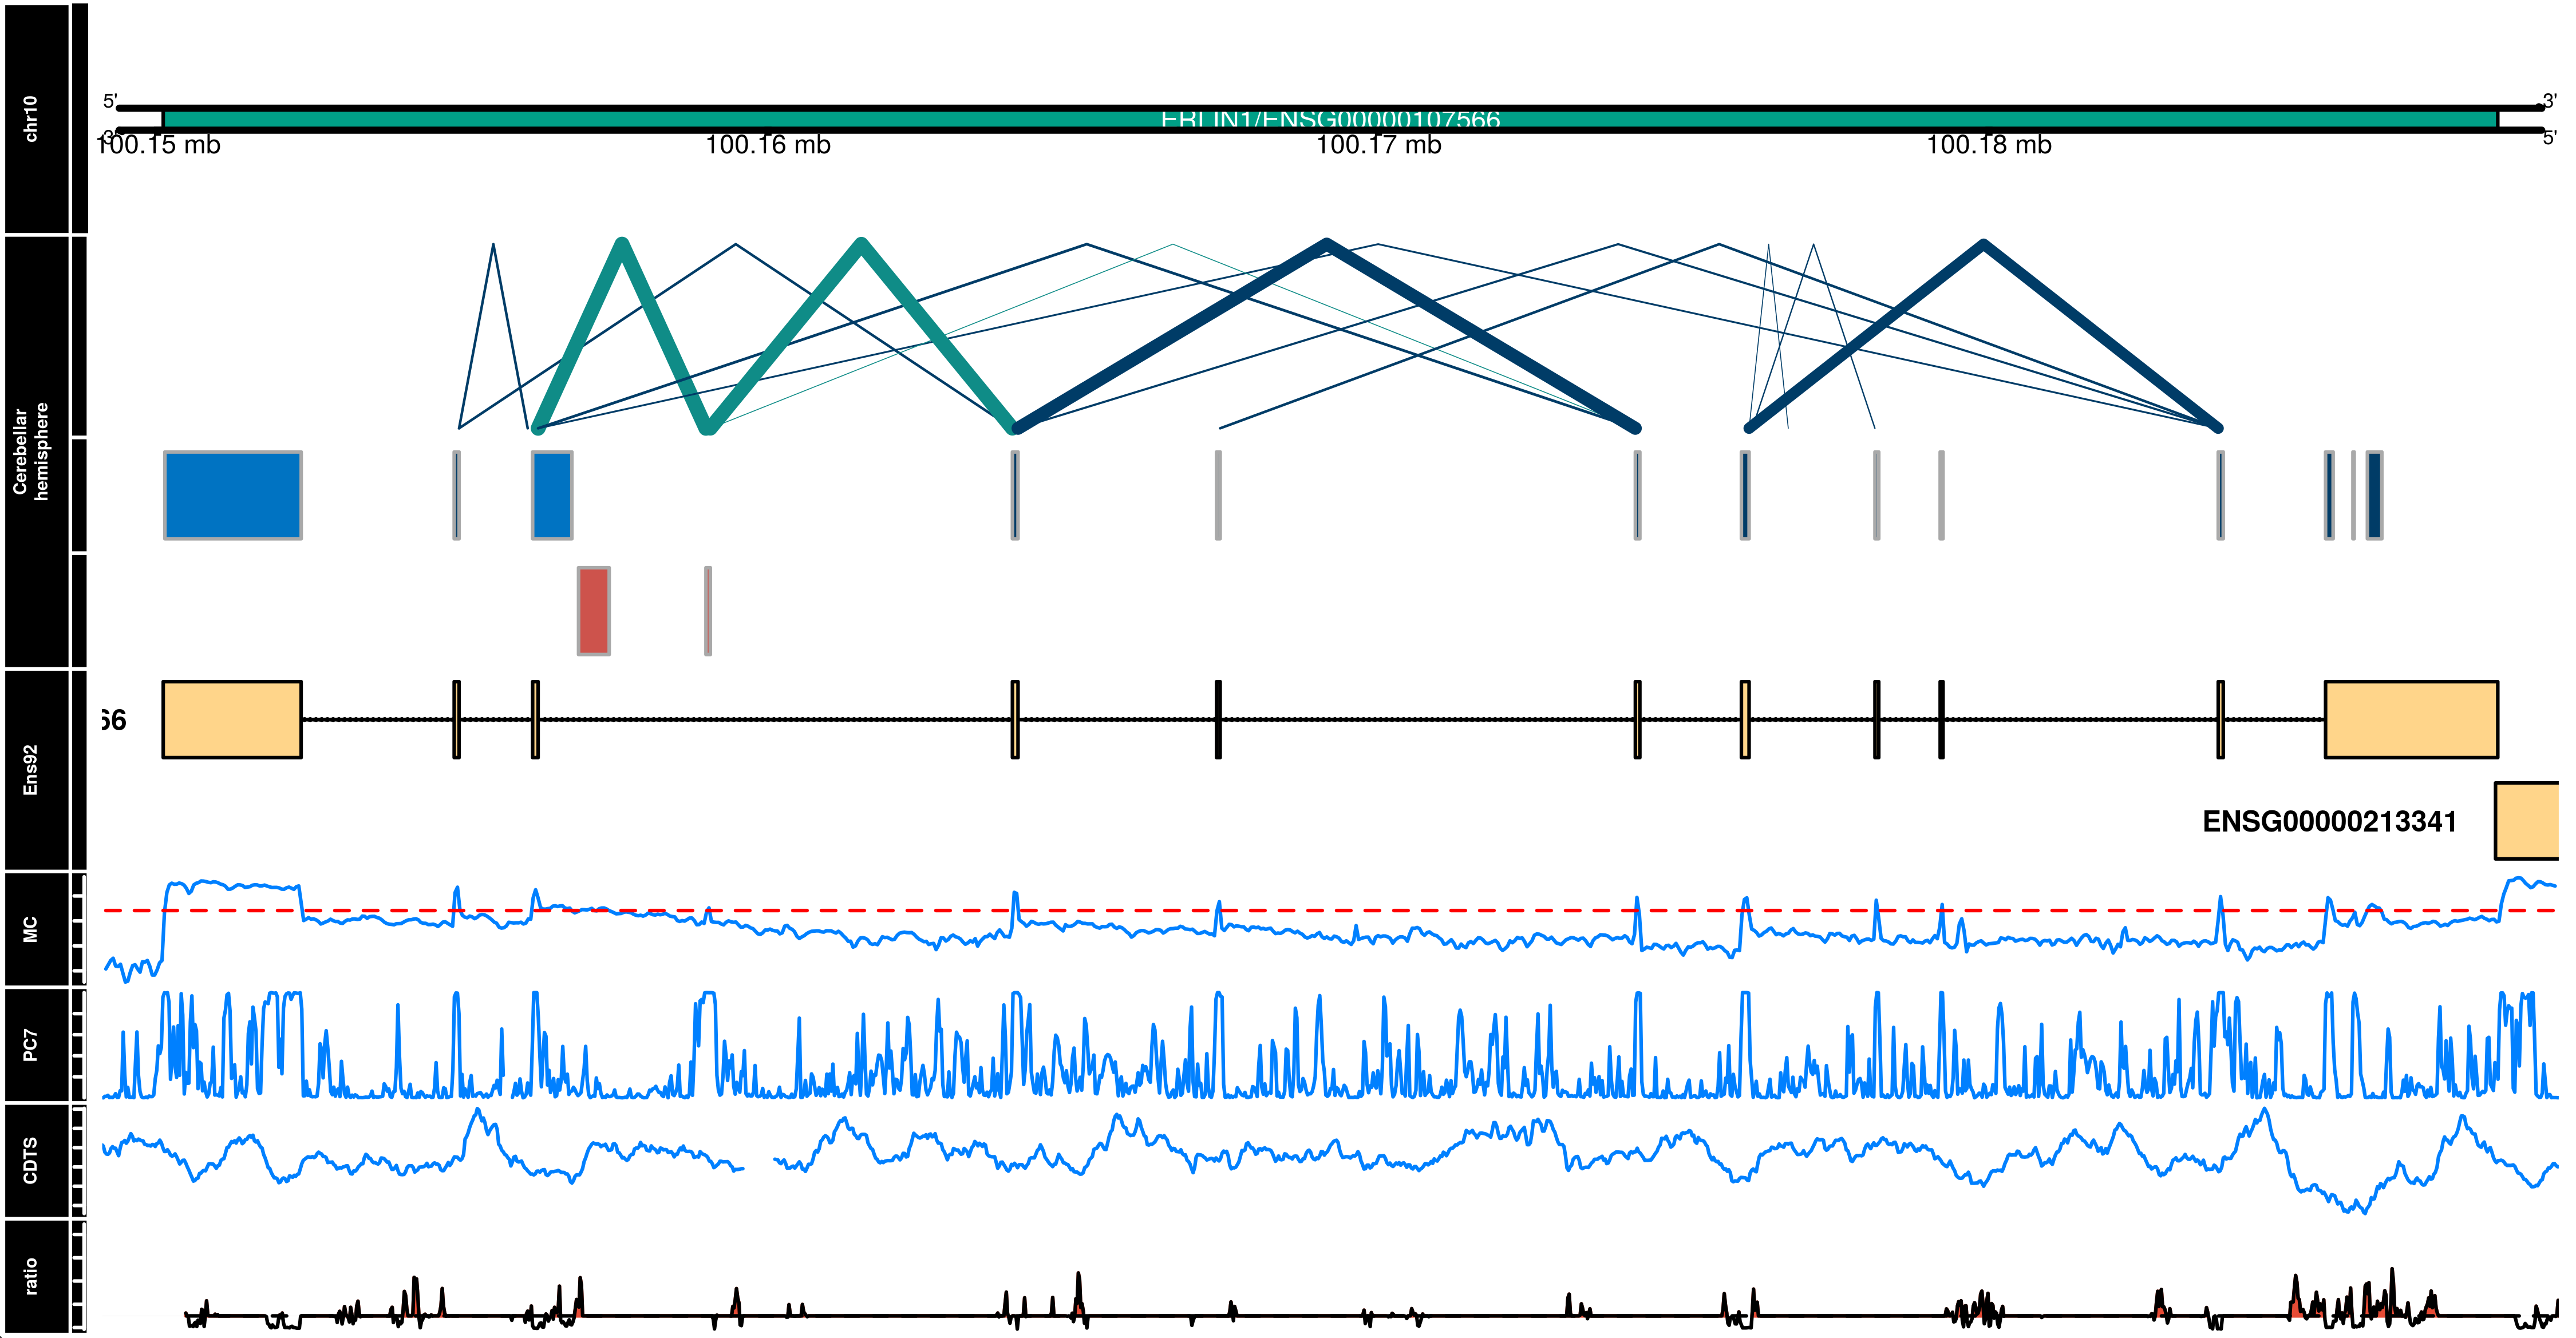 chr10
5'
3'
ERLIN1/ENSG00000107566
3'
5'
100.15 mb
100.16 mb
100.17 mb
100.18 mb
Cerebellar
hemisphere
Ens92
66
ENSG00000213341
MC
PC7
CDTS
ratio